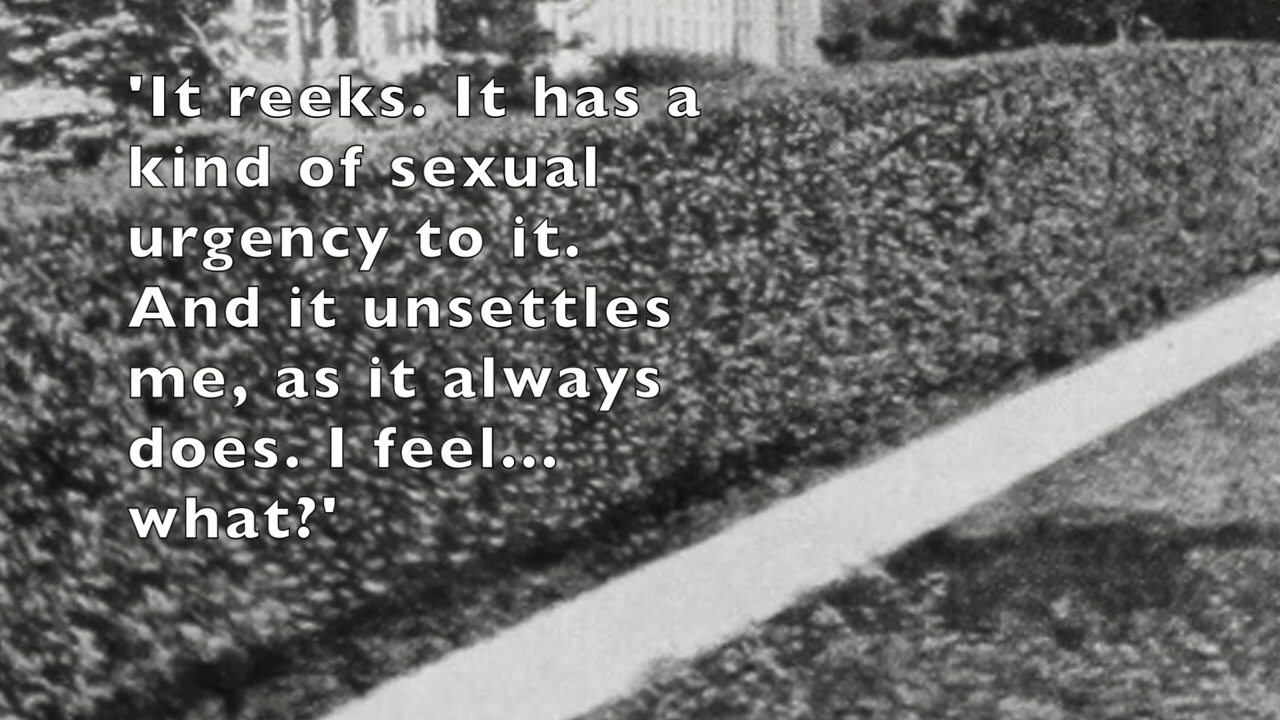 'It reeks. It has a
kind of sexual
urgency to it.
And it unsettles
me, as it always
does. I feel...
what?'